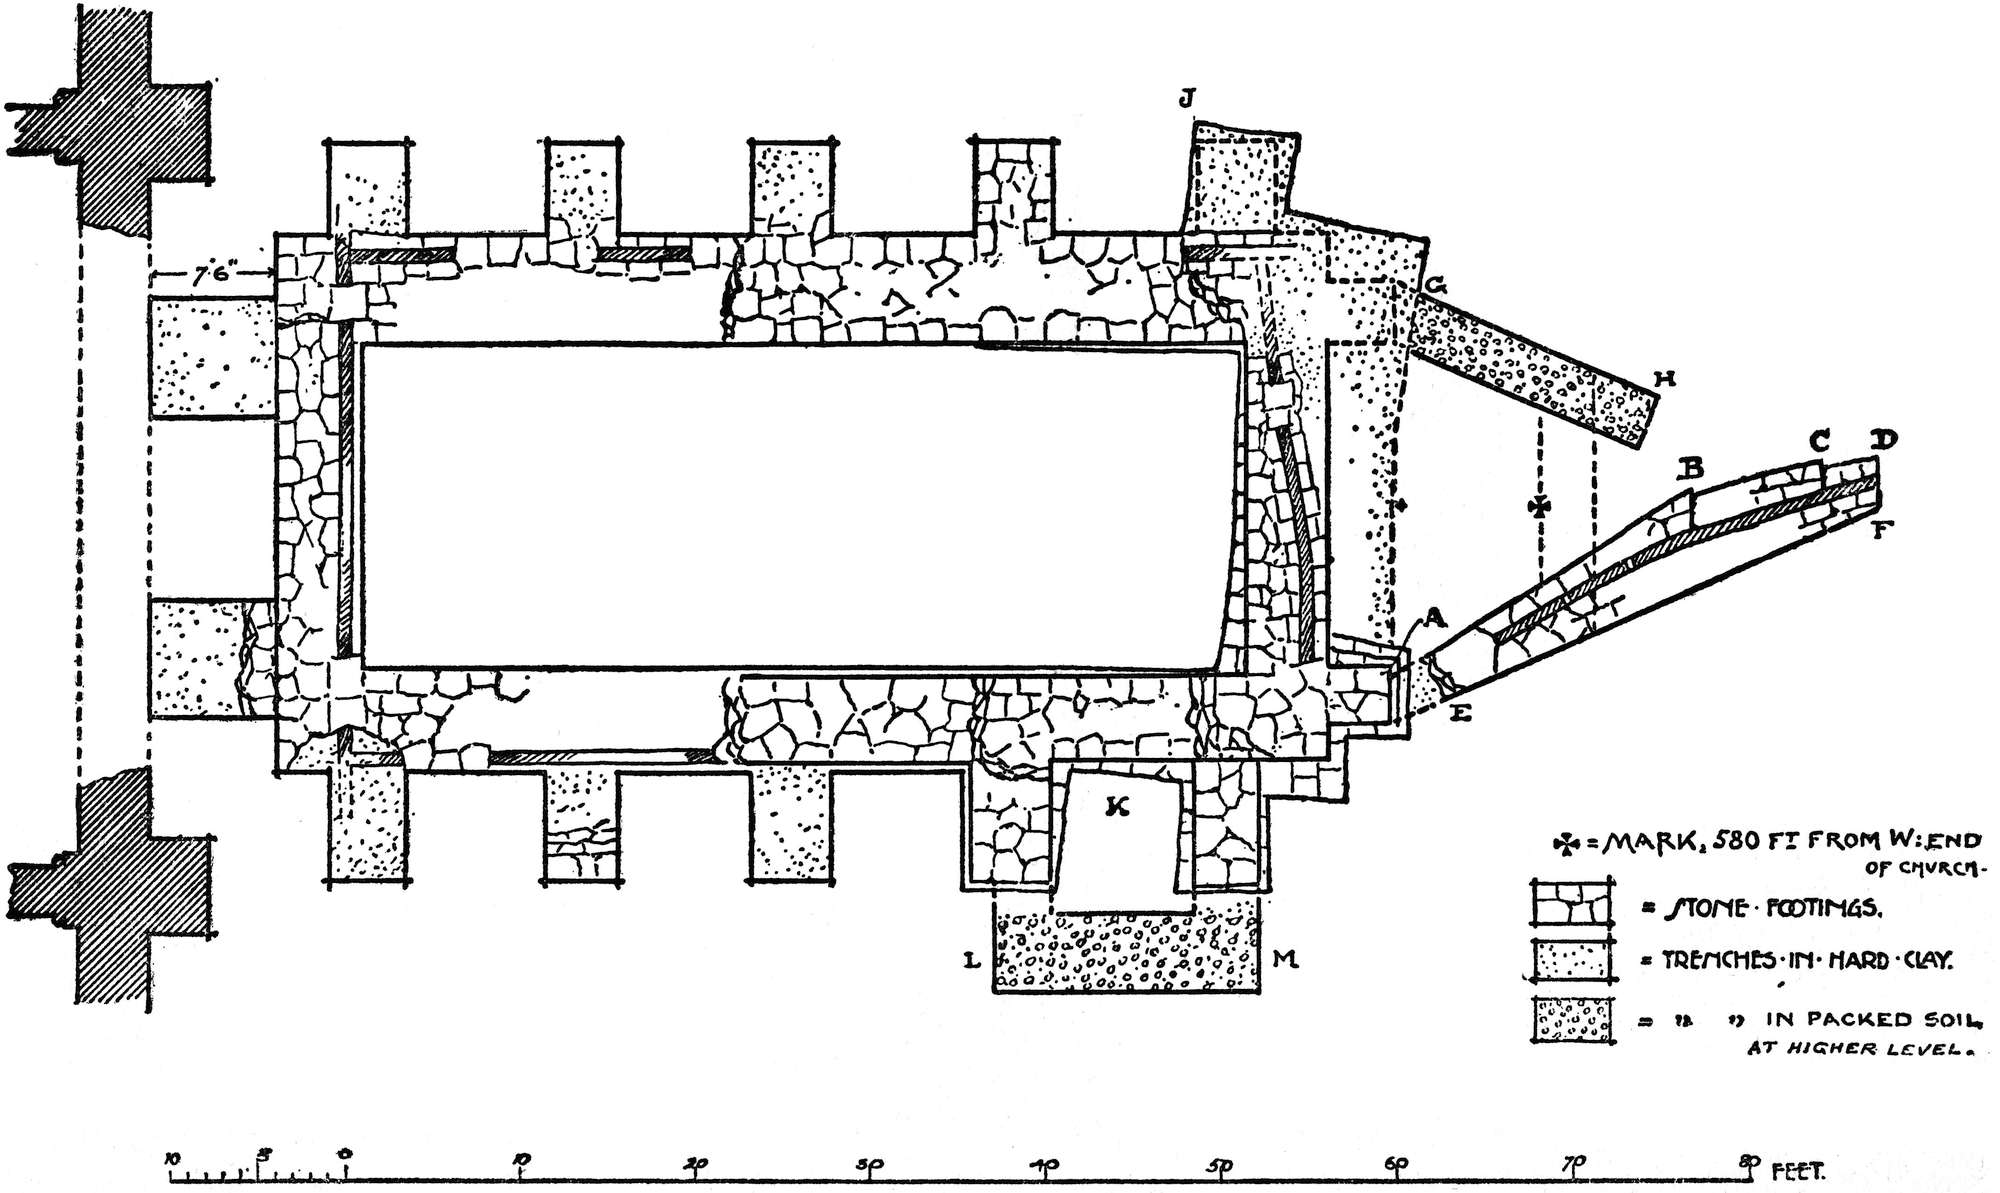 J
7'6"
G
H
B
C
D
F
A
E
K
L
M
✠ = MARK, 580 FT FROM W: END
OF CHVRCH-
= STONE · FOOTINGS.
= TRENCHES · IN · HARD · CLAY.
= " " IN PACKED SOIL
AT HIGHER LEVEL.
10 5 0 10 20 30 40 50 60 70 80 FEET.